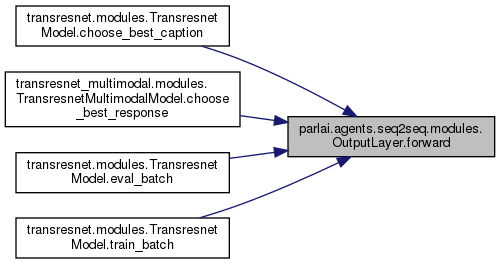 transresnet.modules.Transresnet
Model.choose_best_caption
transresnet_multimodal.modules.
TransresnetMultimodalModel.choose
_best_response
transresnet.modules.Transresnet
Model.eval_batch
transresnet.modules.Transresnet
Model.train_batch
parlai.agents.seq2seq.modules.
OutputLayer.forward